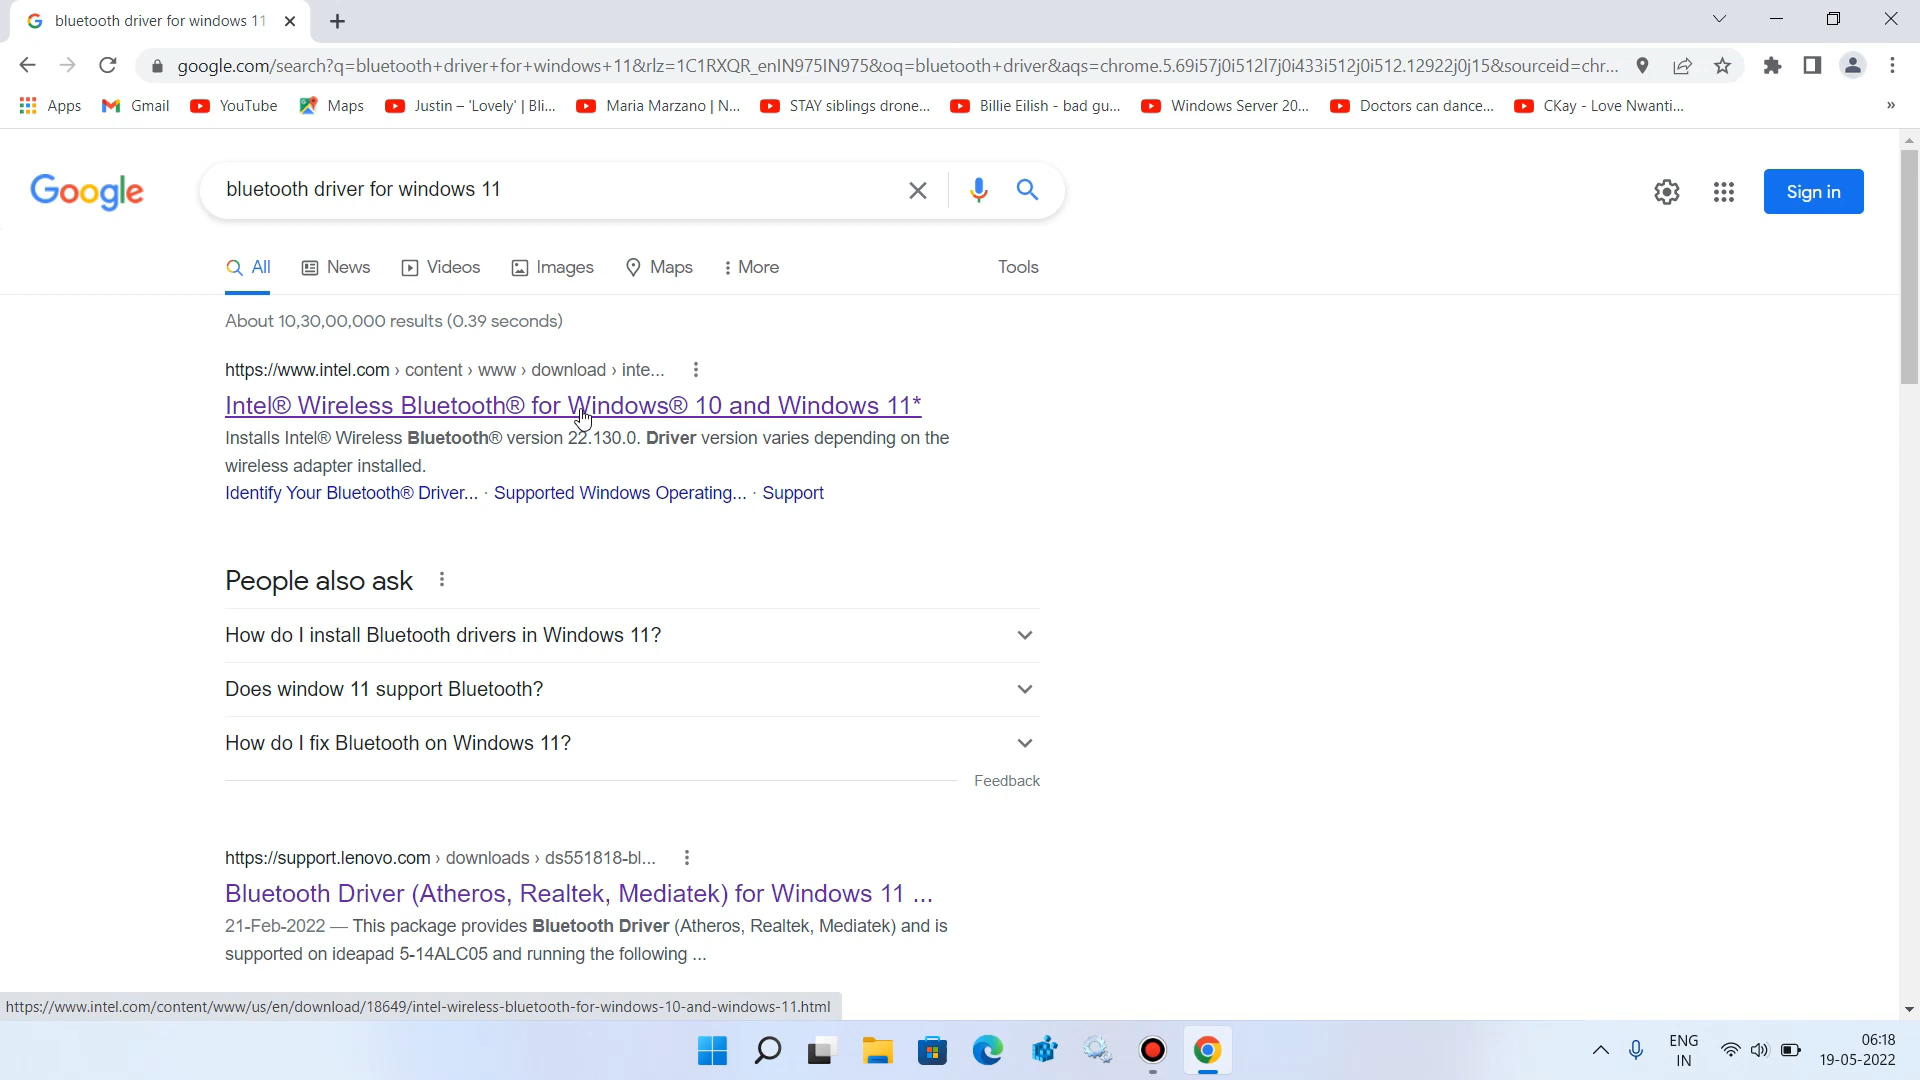 bluetooth driver for windows 11
google.com/search?q=bluetooth+driver+for+windows+11&rlz=1C1RXQR_enIN975IN975&oq=bluetooth+driver&aqs=chrome.5.69i57j0i512l7j0i433i512j0i512.12922j0j15&sourceid=chr...
Apps Gmail YouTube Maps Justin – 'Lovely' | Bli... Maria Marzano | N... STAY siblings drone... Billie Eilish - bad gu... Windows Server 20... Doctors can dance... CKay - Love Nwanti... »
Google
bluetooth driver for windows 11
Sign in
All News Videos Images Maps More Tools
About 10,30,00,000 results (0.39 seconds)
https://www.intel.com › content › www › download › inte...
Intel® Wireless Bluetooth® for Windows® 10 and Windows 11*
Installs Intel® Wireless Bluetooth® version 22.130.0. Driver version varies depending on the
wireless adapter installed.
Identify Your Bluetooth® Driver... · Supported Windows Operating... · Support
People also ask
How do I install Bluetooth drivers in Windows 11?
Does window 11 support Bluetooth?
How do I fix Bluetooth on Windows 11?
Feedback
https://support.lenovo.com › downloads › ds551818-bl...
Bluetooth Driver (Atheros, Realtek, Mediatek) for Windows 11 ...
21-Feb-2022 — This package provides Bluetooth Driver (Atheros, Realtek, Mediatek) and is
supported on ideapad 5-14ALC05 and running the following ...
https://www.intel.com/content/www/us/en/download/18649/intel-wireless-bluetooth-for-windows-10-and-windows-11.html
ENG
IN
06:18
19-05-2022